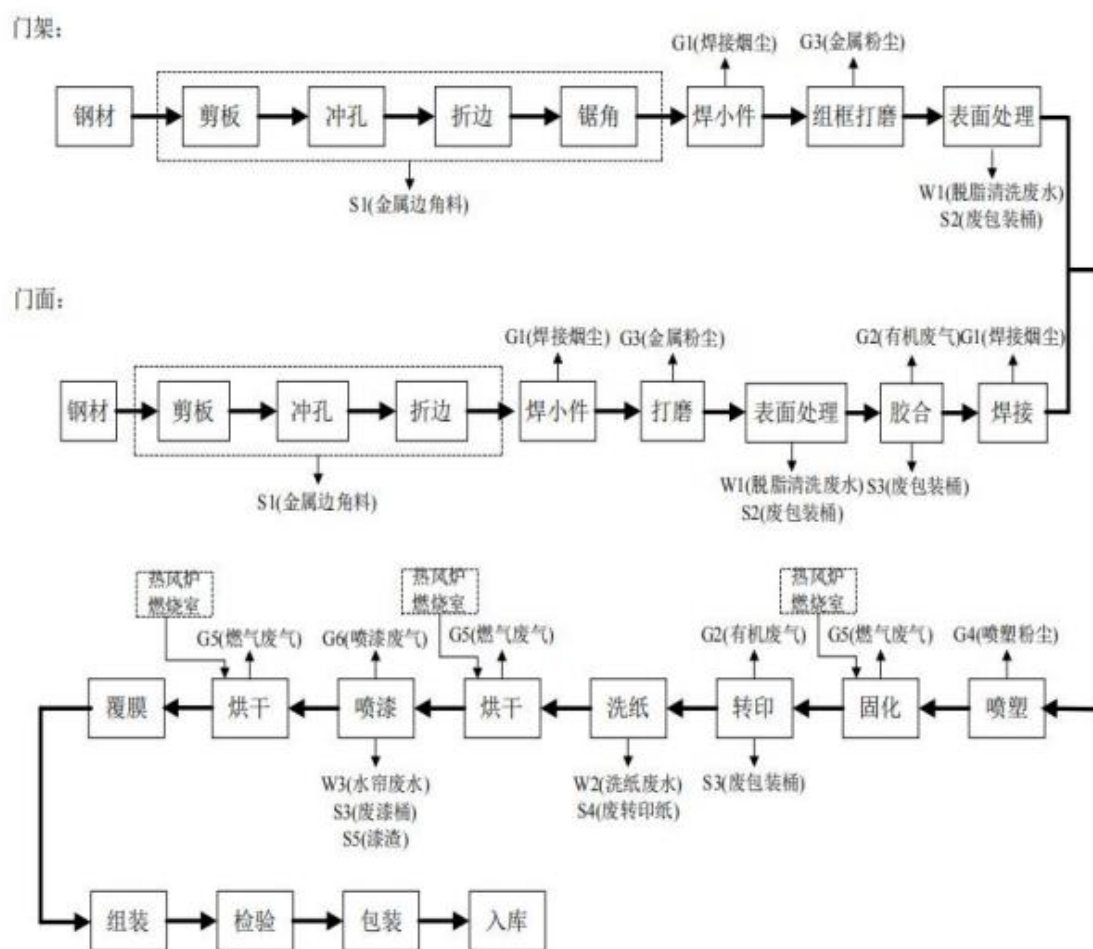 门架：
G1(焊接烟尘)
G3(金属粉尘)
钢材
剪板
冲孔
折边
锯角
焊小件
组框打磨
表面处理
S1(金属边角料)
W1(脱脂清洗废水)
S2(废包装桶)
门面：
G1(焊接烟尘)
G3(金属粉尘)
G2(有机废气)
G1(焊接烟尘)
钢材
剪板
冲孔
折边
焊小件
打磨
表面处理
胶合
焊接
S1(金属边角料)
W1(脱脂清洗废水)
S2(废包装桶)
S3(废包装桶)
热风炉
燃烧室
热风炉
燃烧室
热风炉
燃烧室
G5(燃气废气)
G6(喷漆废气)
G5(燃气废气)
G2(有机废气)
G5(燃气废气)
G4(喷塑粉尘)
覆膜
烘干
喷漆
烘干
洗纸
转印
固化
喷塑
W3(水帘废水)
S3(废漆桶)
S5(漆渣)
W2(洗纸废水)
S4(废转印纸)
S3(废包装桶)
组装
检验
包装
入库